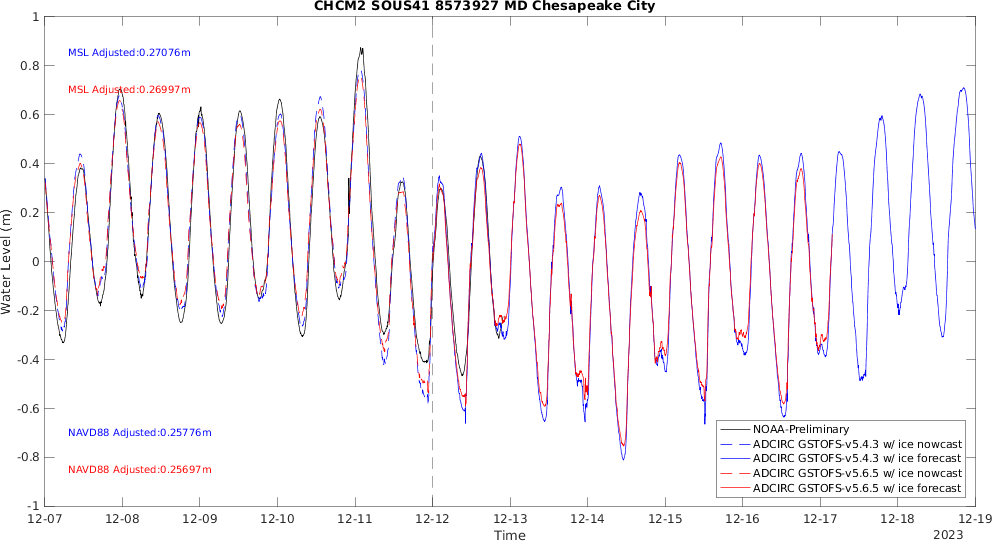 CHCM2 SOUS41 8573927 MD Chesapeake City
1
0.8
0.6
0.4
0.2
0
-0.2
-0.4
-0.6
-0.8
-1
Water Level (m)
MSL Adjusted:0.27076m
MSL Adjusted:0.26997m
NAVD88 Adjusted:0.25776m
NAVD88 Adjusted:0.25697m
NOAA-Preliminary
ADCIRC GSTOFS-v5.4.3 w/ ice nowcast
ADCIRC GSTOFS-v5.4.3 w/ ice forecast
ADCIRC GSTOFS-v5.6.5 w/ ice nowcast
ADCIRC GSTOFS-v5.6.5 w/ ice forecast
12-07 12-08 12-09 12-10 12-11 12-12 12-13 12-14 12-15 12-16 12-17 12-18 12-19
Time
2023